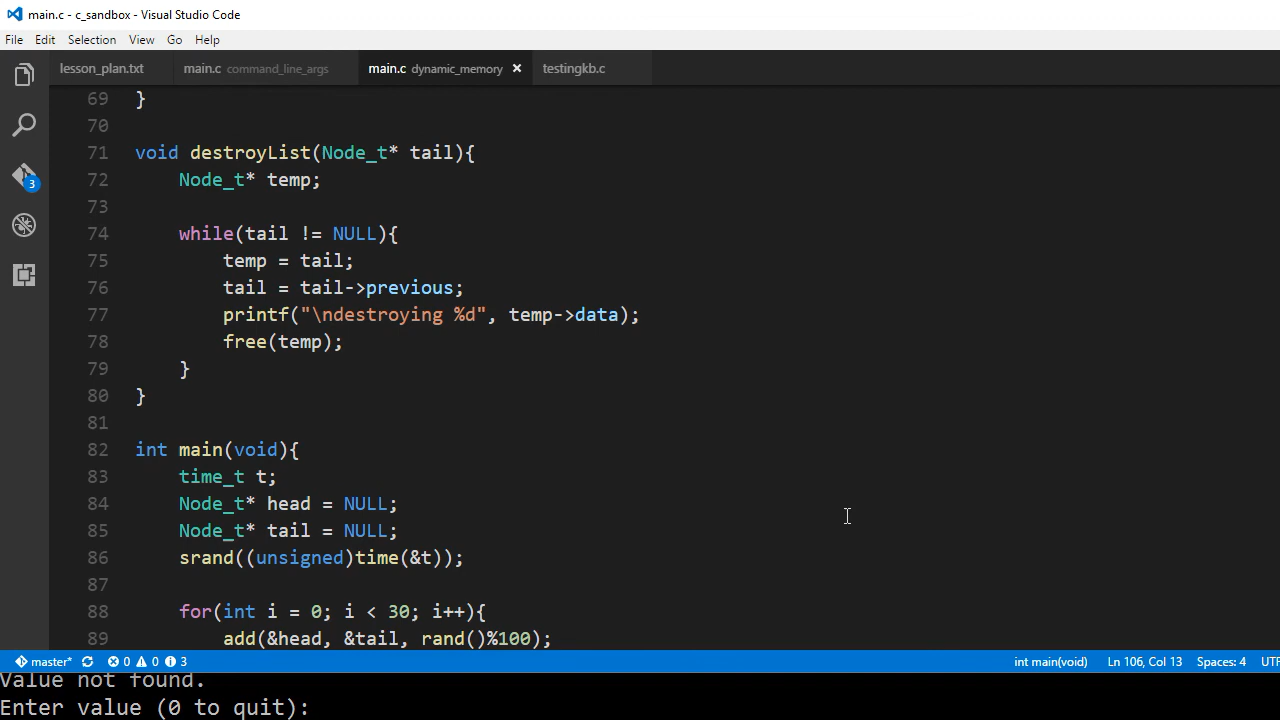 main.c - c_sandbox - Visual Studio Code
File Edit Selection View Go Help
lesson_plan.txt main.c command_line_args main.c dynamic_memory × testingkb.c
69 }
70
71 void destroyList(Node_t* tail){
72 Node_t* temp;
73
74 while(tail != NULL){
75 temp = tail;
76 tail = tail->previous;
77 printf("\ndestroying %d", temp->data);
78 free(temp);
79 }
80 }
81
82 int main(void){
83 time_t t;
84 Node_t* head = NULL;
85 Node_t* tail = NULL;
86 srand((unsigned)time(&t));
87
88 for(int i = 0; i < 30; i++){
89 add(&head, &tail, rand()%100);
3
master* 0 0 3 int main(void) Ln 106, Col 13 Spaces: 4 UTF
Value not found.
Enter value (0 to quit):